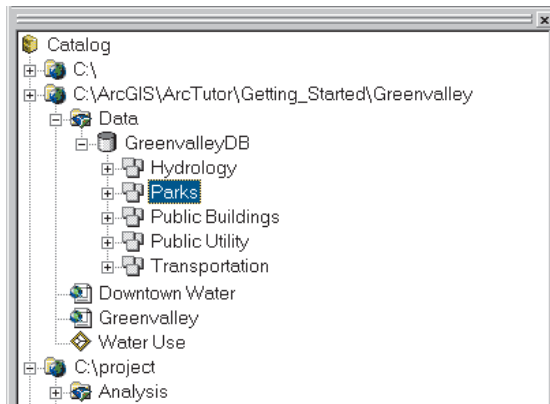 Catalog
C:\
C:\ArcGIS\ArcTutor\Getting_Started\Greenvalley
Data
GreenvalleyDB
Hydrology
Parks
Public Buildings
Public Utility
Transportation
Downtown Water
Greenvalley
Water Use
C:\project
Analysis